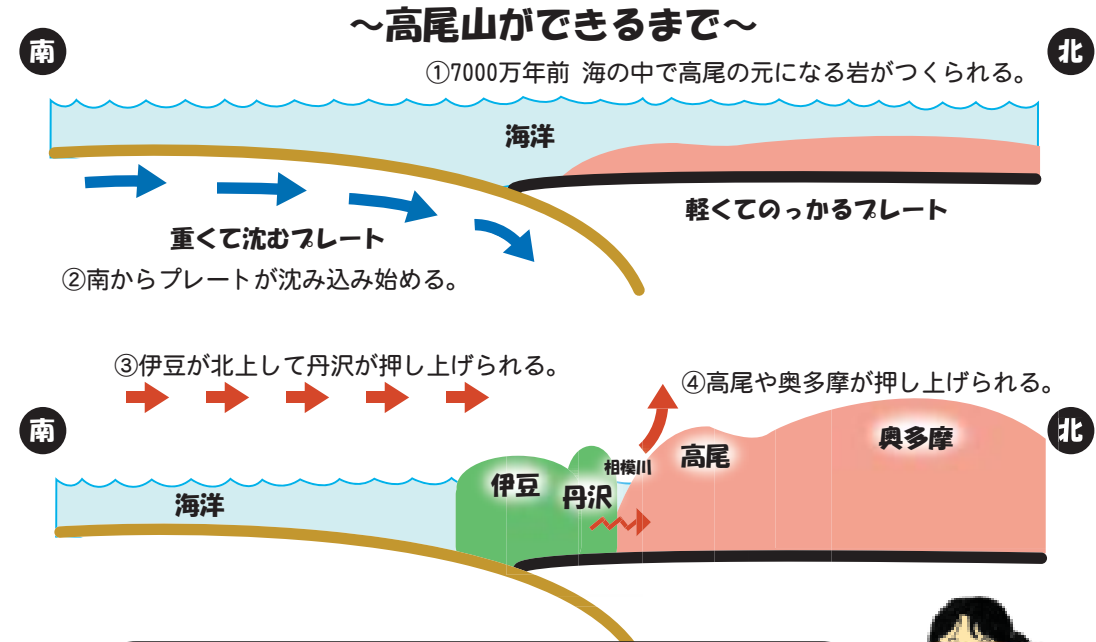 ～高尾山ができるまで～
南
北
①7000万年前 海の中で高尾の元になる岩がつくられる。
海洋
軽くてのっかるプレート
重くて沈むプレート
②南からプレートが沈み込み始める。
③伊豆が北上して丹沢が押し上げられる。
④高尾や奥多摩が押し上げられる。
南
北
奥多摩
高尾
相模川
伊豆
丹沢
海洋